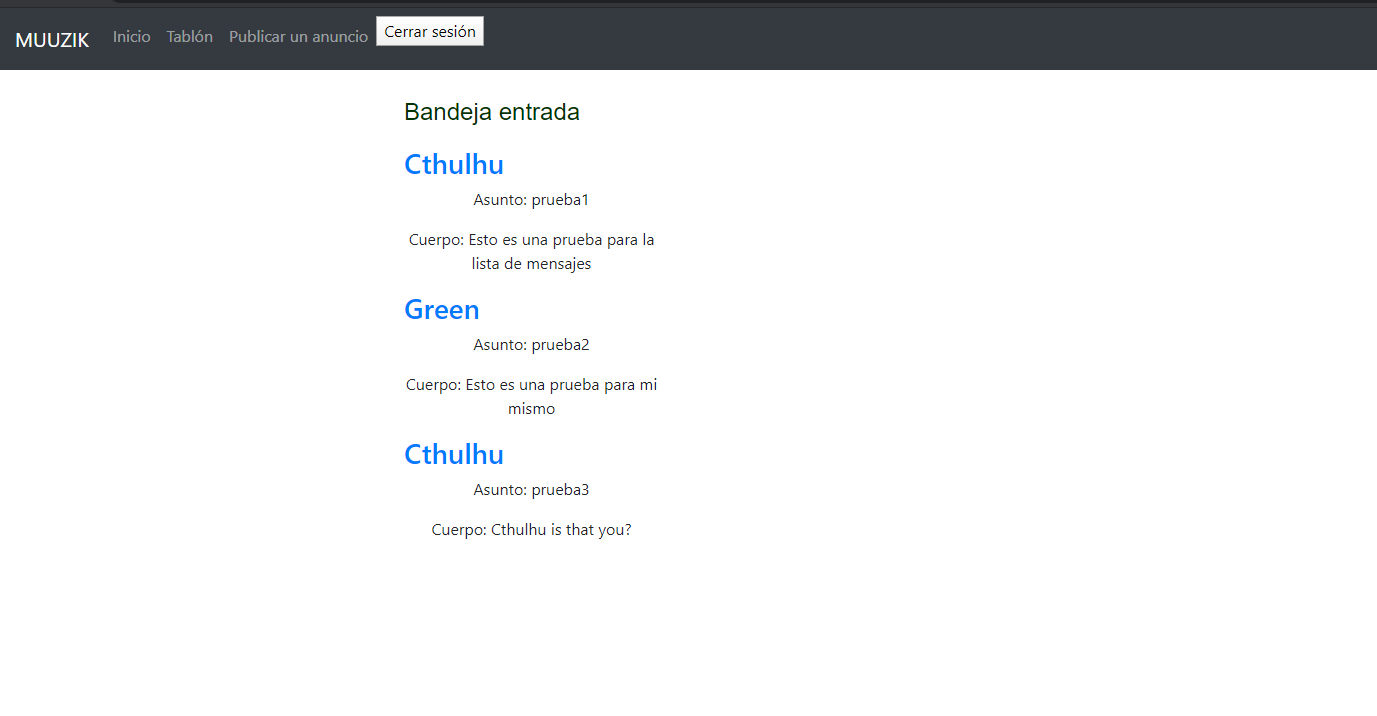 MUUZIK Inicio Tablón Publicar un anuncio Cerrar sesión
Bandeja entrada
Cthulhu
Asunto: prueba1
Cuerpo: Esto es una prueba para la
lista de mensajes
Green
Asunto: prueba2
Cuerpo: Esto es una prueba para mi
mismo
Cthulhu
Asunto: prueba3
Cuerpo: Cthulhu is that you?